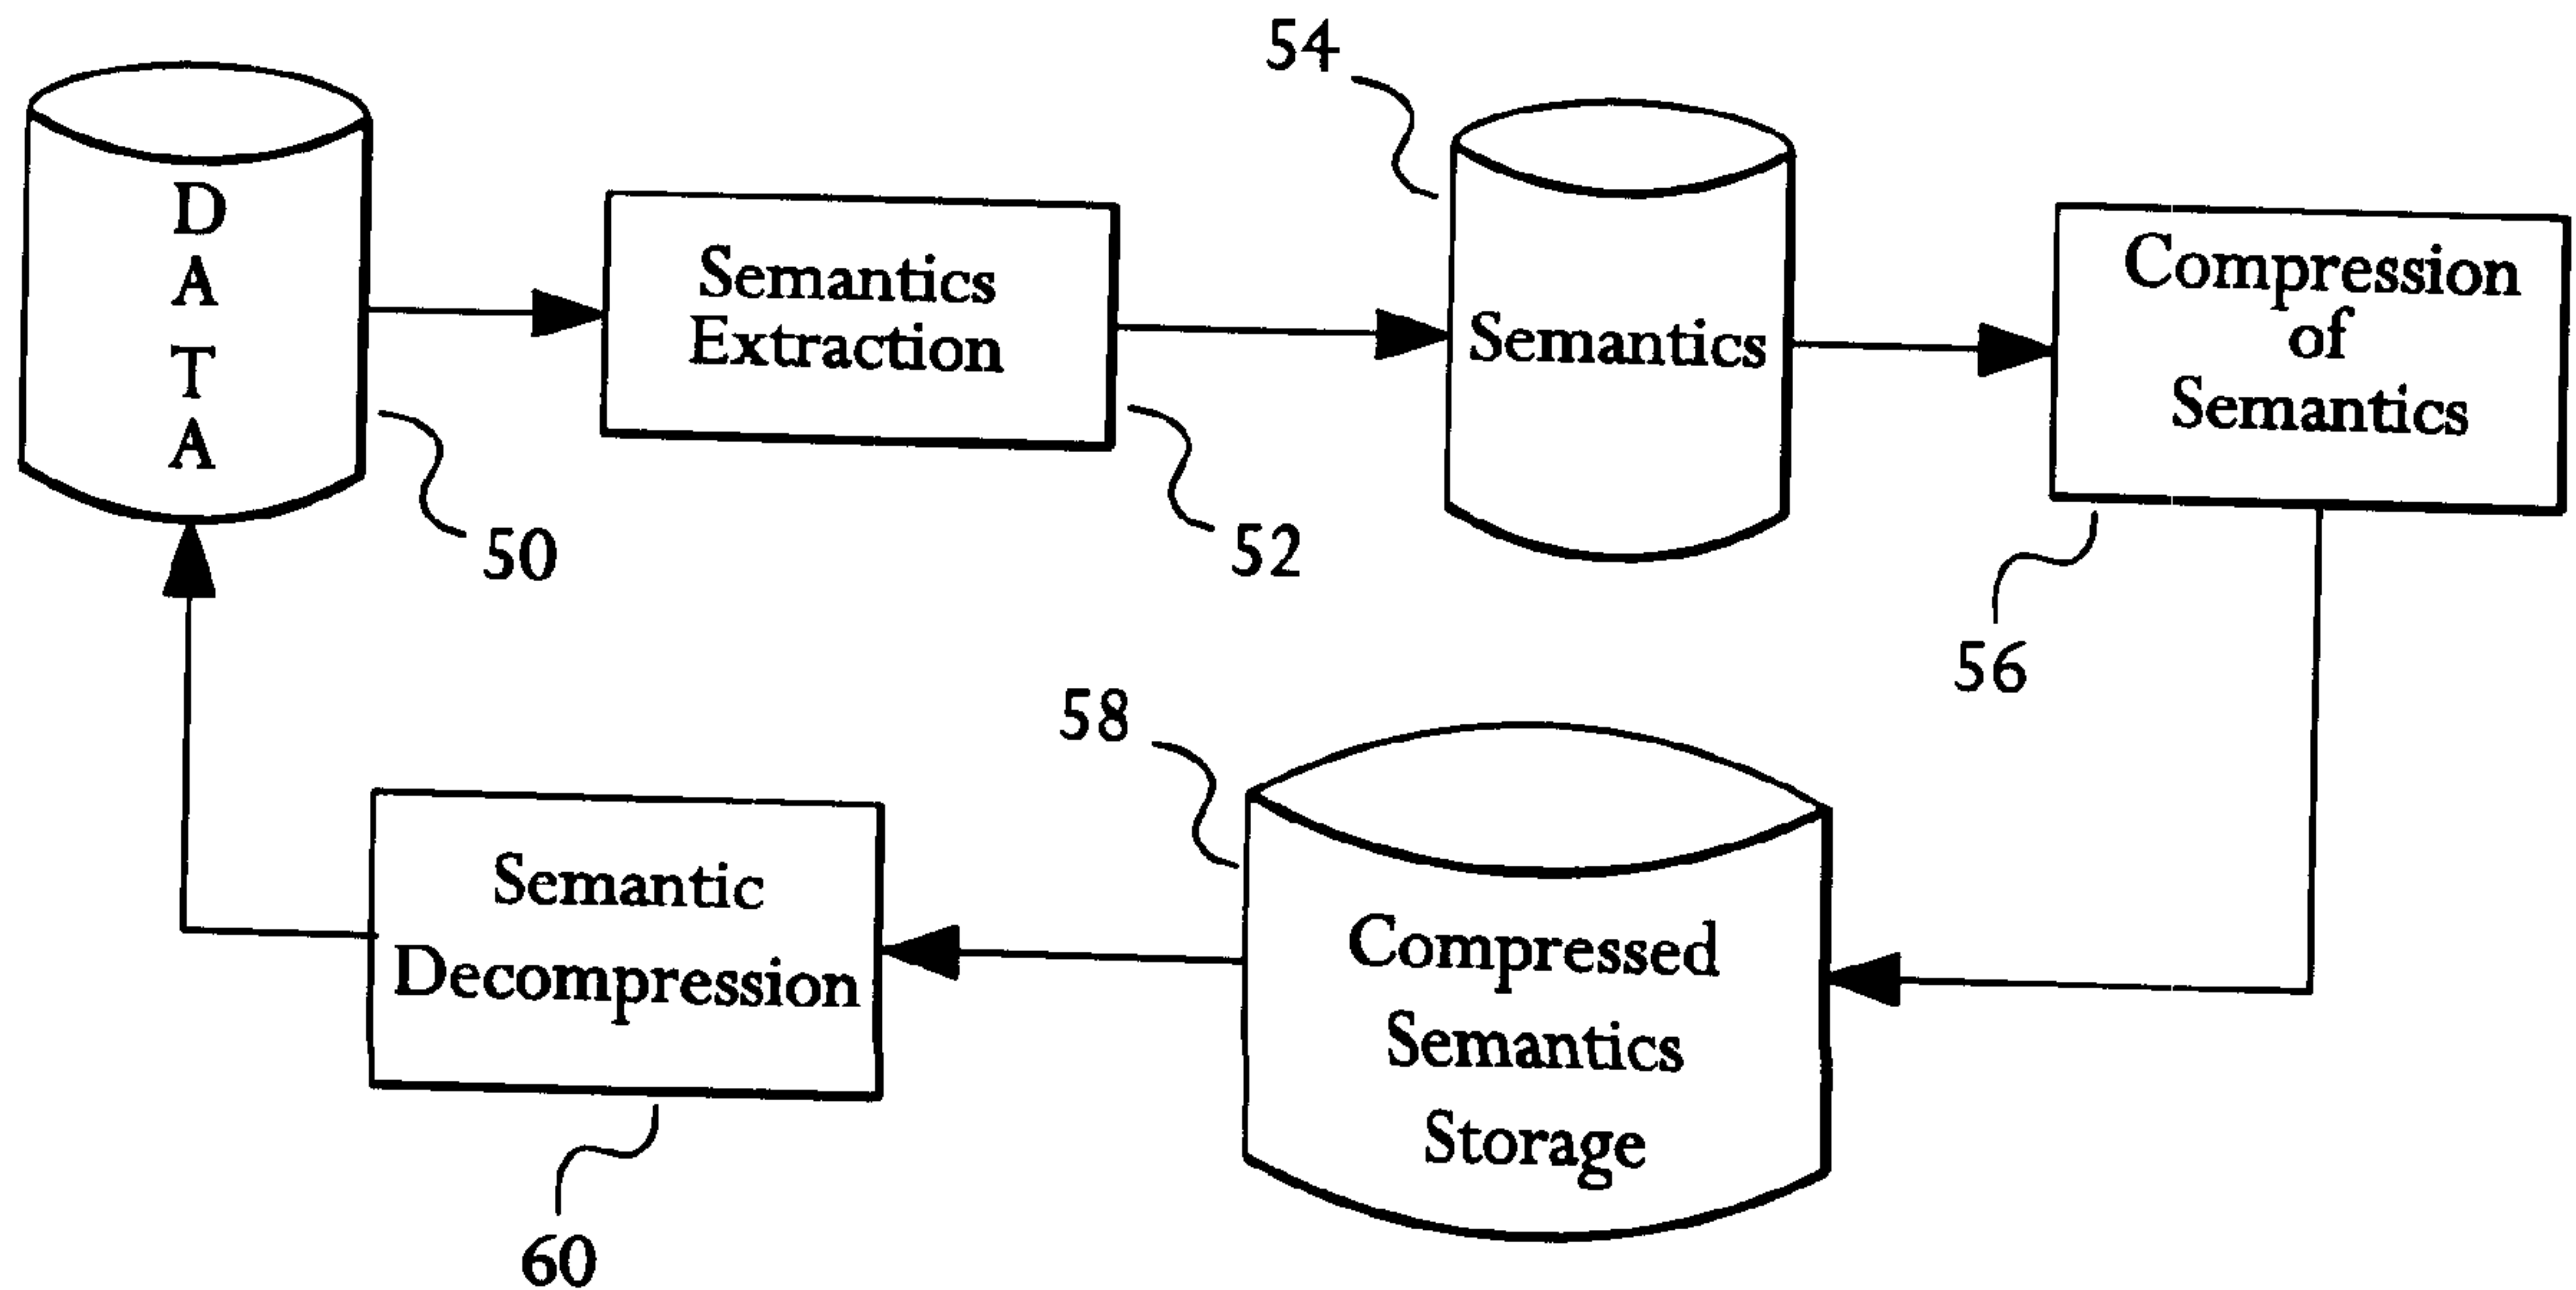 54
D
A
T
A
Semantics
Extraction
Semantics
Compression
of
Semantics
50
52
56
58
Semantic
Decompression
Compressed
Semantics
Storage
60